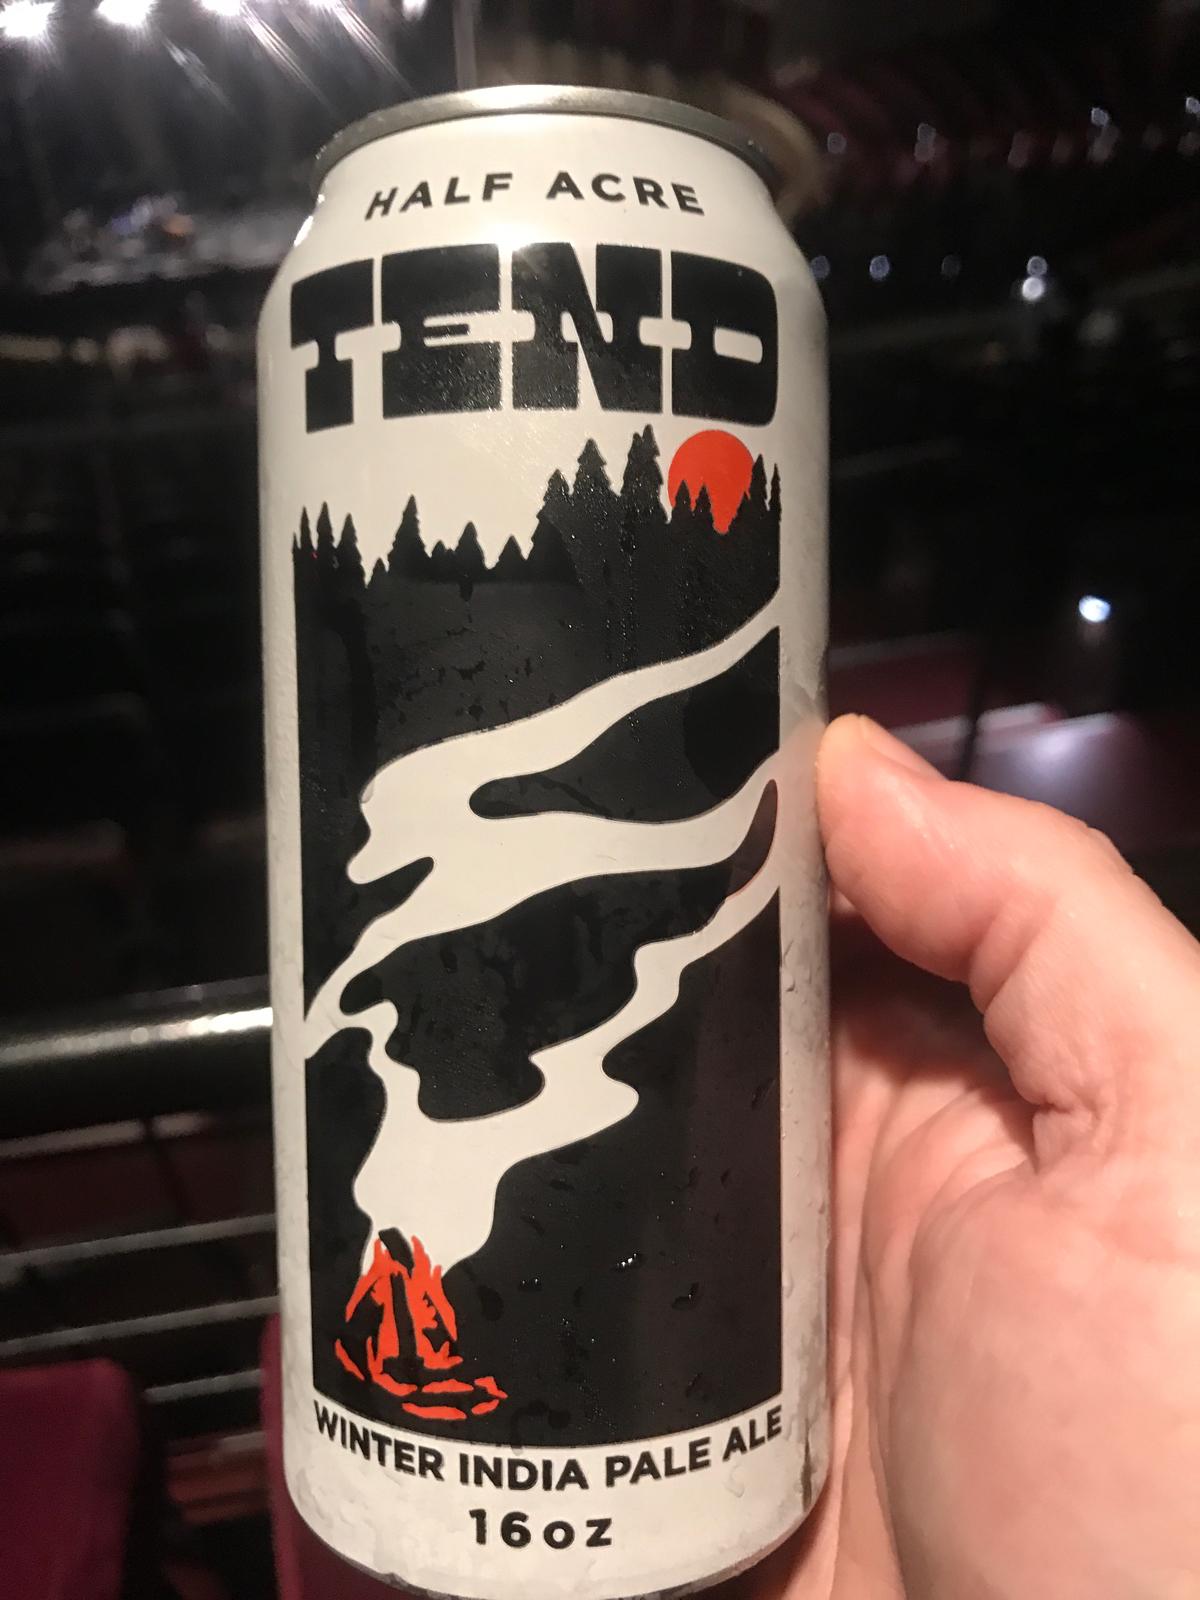 HALF ACRE
TEND
WINTER INDIA PALE ALE
16oz